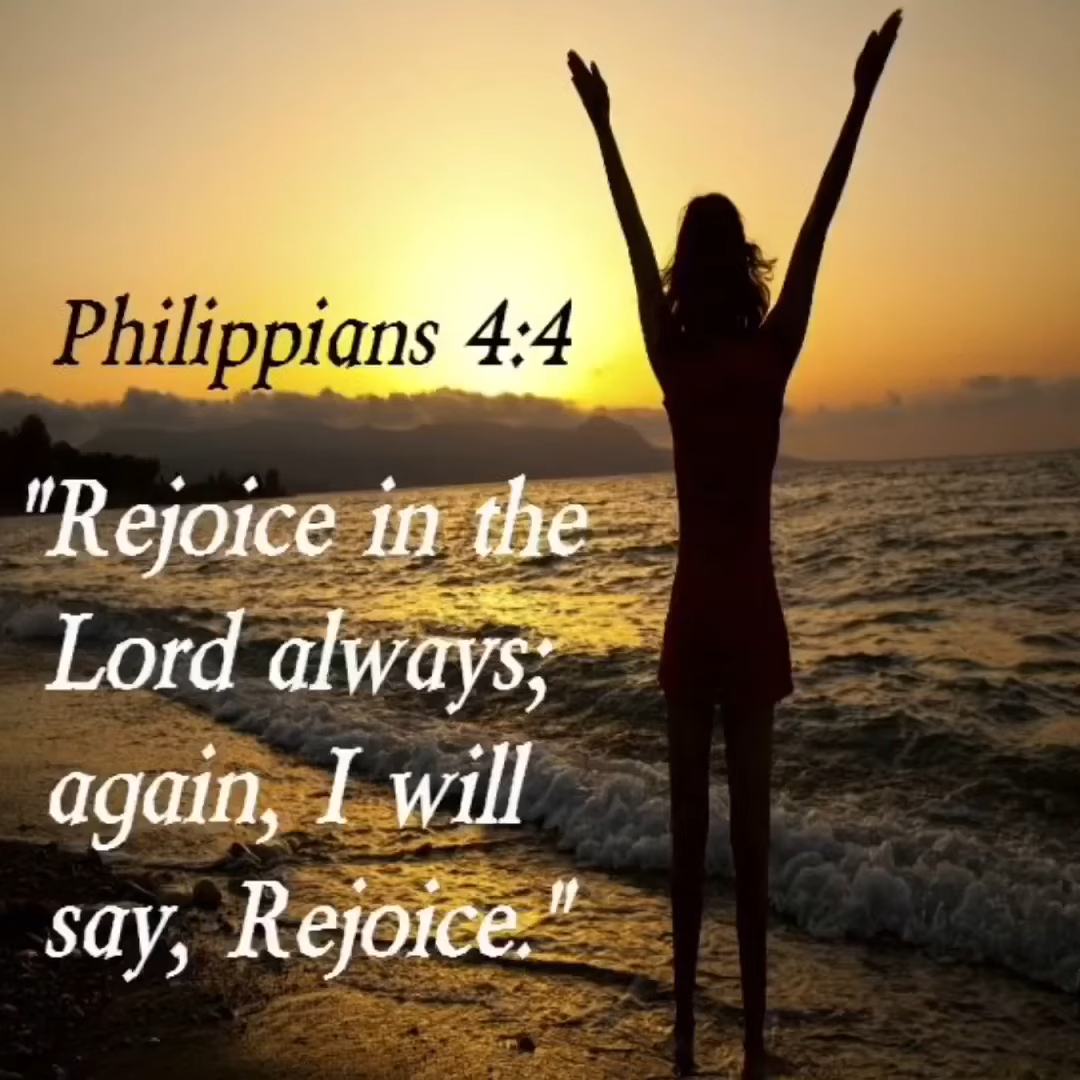 Philippians 4:4
"Rejoice in the
Lord always;
again, I will
say, Rejoice."